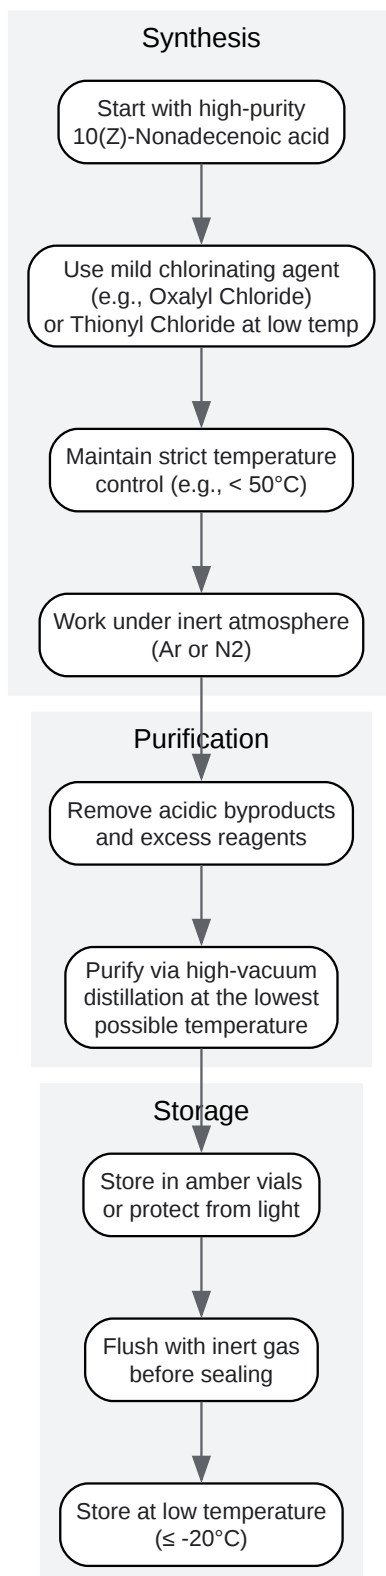 Synthesis
Start with high-purity
10(Z)-Nonadecenoic acid
Use mild chlorinating agent
(e.g., Oxalyl Chloride)
or Thionyl Chloride at low temp
Maintain strict temperature
control (e.g., < 50°C)
Work under inert atmosphere
(Ar or N2)
Purification
Remove acidic byproducts
and excess reagents
Purify via high-vacuum
distillation at the lowest
possible temperature
Storage
Store in amber vials
or protect from light
Flush with inert gas
before sealing
Store at low temperature
(≤ -20°C)